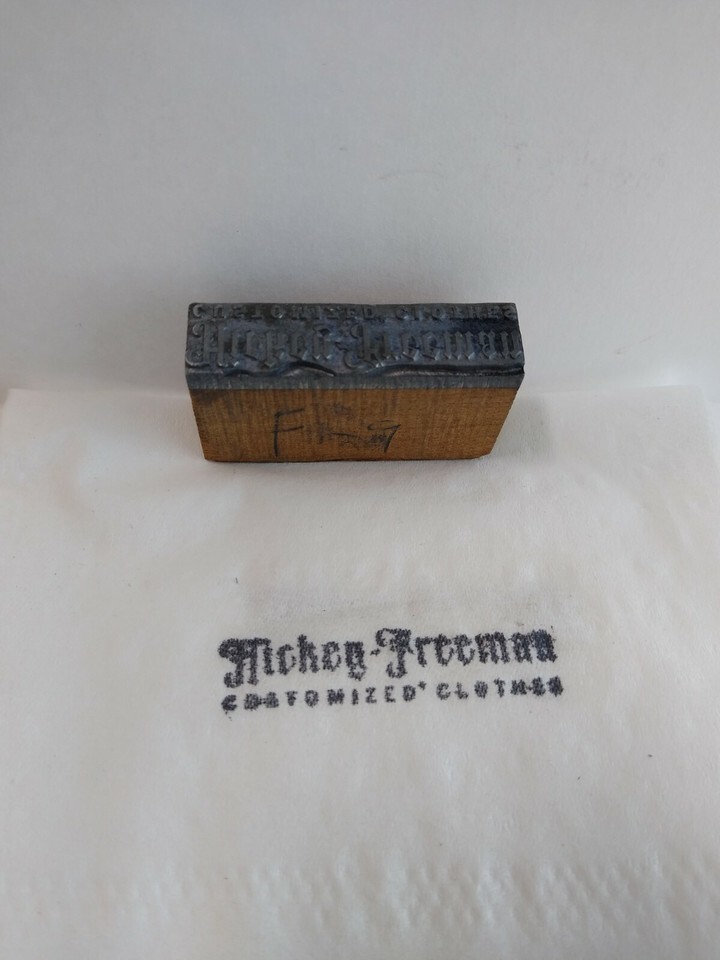 Hickey-Freeman
CUSTOMIZED* CLOTHES